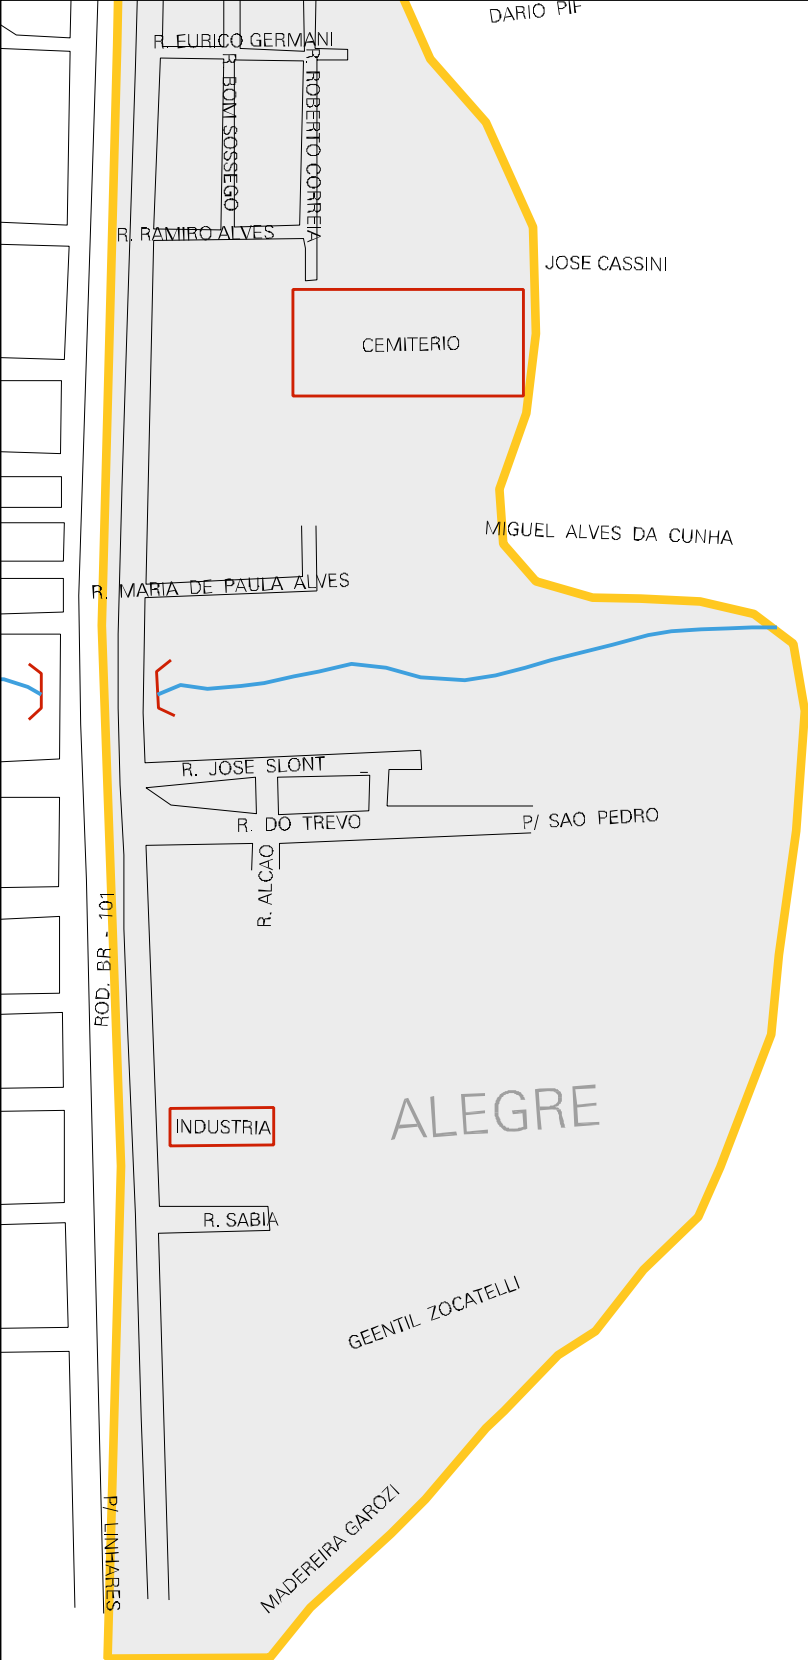 DARIO PIF
R. EURICO GERMANI
R. BOM SOSSEGO
R. ROBERTO CORREIA
R. RAMIRO ALVES
JOSE CASSINI
CEMITERIO
MIGUEL ALVES DA CUNHA
R. MARIA DE PAULA ALVES
R. JOSE SLONT _
R. DO TREVO
P/ SAO PEDRO
R. ALCAO
ROD. BR - 101
ALEGRE
INDUSTRIA
R. SABIA
GEENTIL ZOCATELLI
MADEREIRA GAROZI
P/ LINHARES